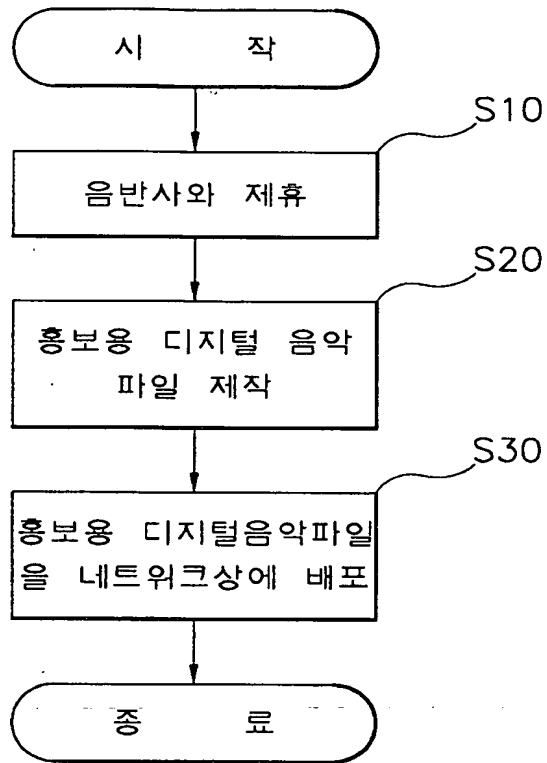 시 작
S10
음반사와 제휴
S20
홍보용 디지털 음악
파일 제작
S30
홍보용 디지털음악파일
을 네트워크상에 배포
종 료